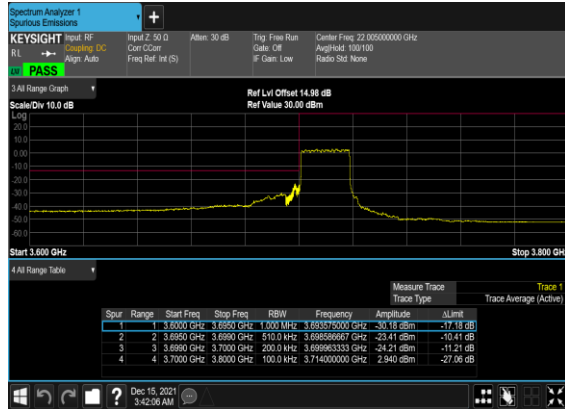 Spectrum Analyzer 1
Spurious Emissions
+
KEYSIGHT Input: RF Input Z: 50 Ω Atten: 30 dB Trig: Free Run Center Freq: 22.005000000 GHz
RL Coupling: DC Corr CCorr Gate: Off Avg|Hold: 100/100
Align: Auto Freq Ref: Int (S) IF Gain: Low Radio Std: None
PASS
3 All Range Graph
Ref Lvl Offset 14.98 dB
Scale/Div 10.0 dB Ref Value 30.00 dBm
Log
20.0
10.0
0.00
-10.0
-20.0
-30.0
-40.0
-50.0
-60.0
Start 3.600 GHz Stop 3.800 GHz
4 All Range Table
Measure Trace Trace 1
Trace Type Trace Average (Active)
Spur Range Start Freq Stop Freq RBW Frequency Amplitude ΔLimit
1 1 3.6000 GHz 3.6950 GHz 1.000 MHz 3.693575000 GHz -30.18 dBm -17.18 dB
2 2 3.6950 GHz 3.6990 GHz 510.0 kHz 3.698586667 GHz -23.41 dBm -10.41 dB
3 3 3.6990 GHz 3.7000 GHz 200.0 kHz 3.699963333 GHz -24.21 dBm -11.21 dB
4 4 3.7000 GHz 3.8000 GHz 100.0 kHz 3.714000000 GHz 2.940 dBm -27.06 dB
? Dec 15, 2021
3:42:06 AM